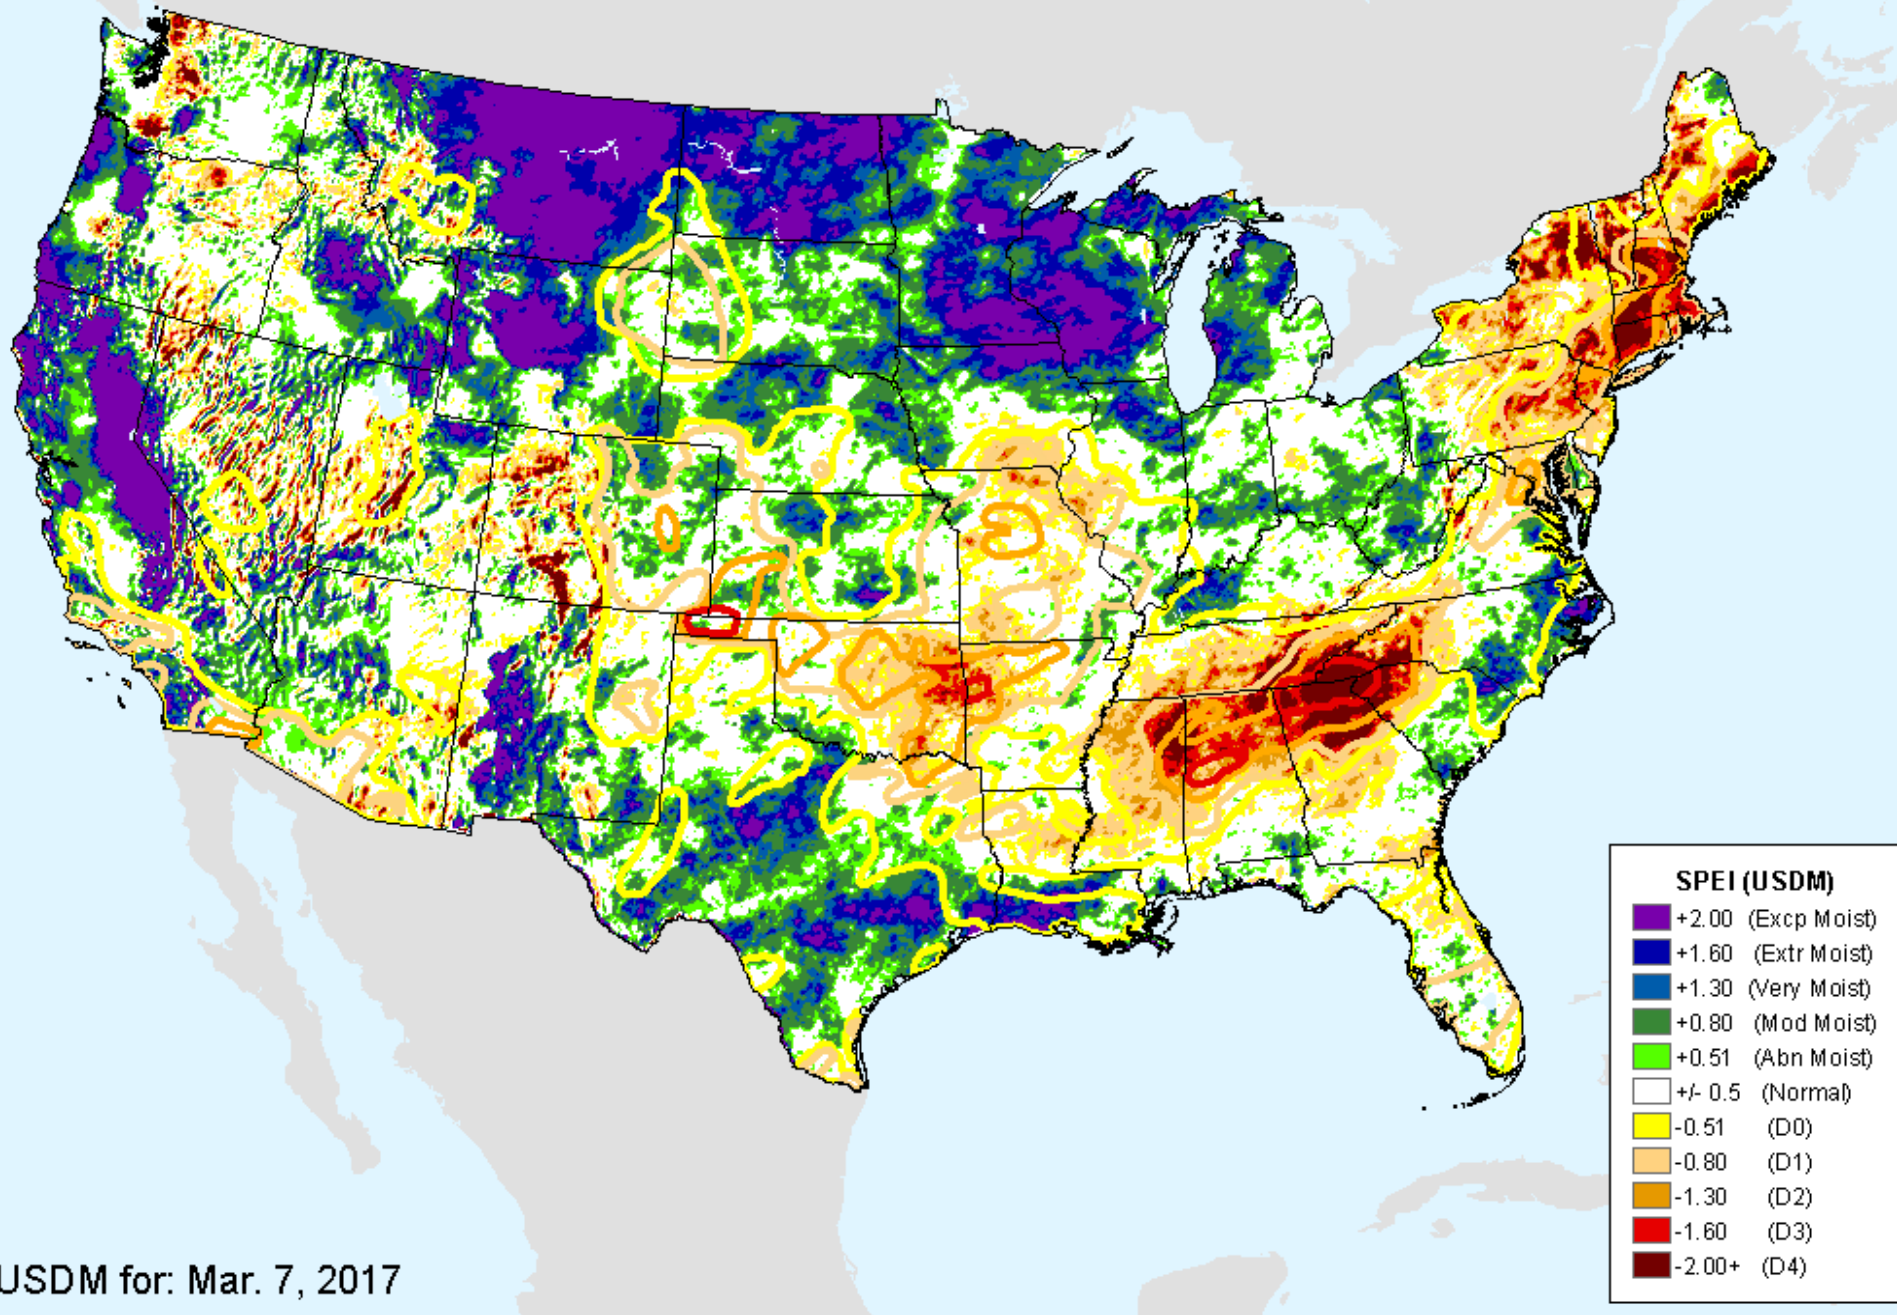 SPEI (USDM)
+2.00 (Excp Moist)
+1.60 (Extr Moist)
+1.30 (Very Moist)
+0.80 (Mod Moist)
+0.51 (Abn Moist)
+/- 0.5 (Normal)
-0.51 (D0)
-0.80 (D1)
-1.30 (D2)
-1.60 (D3)
-2.00+ (D4)
USDM for: Mar. 7, 2017